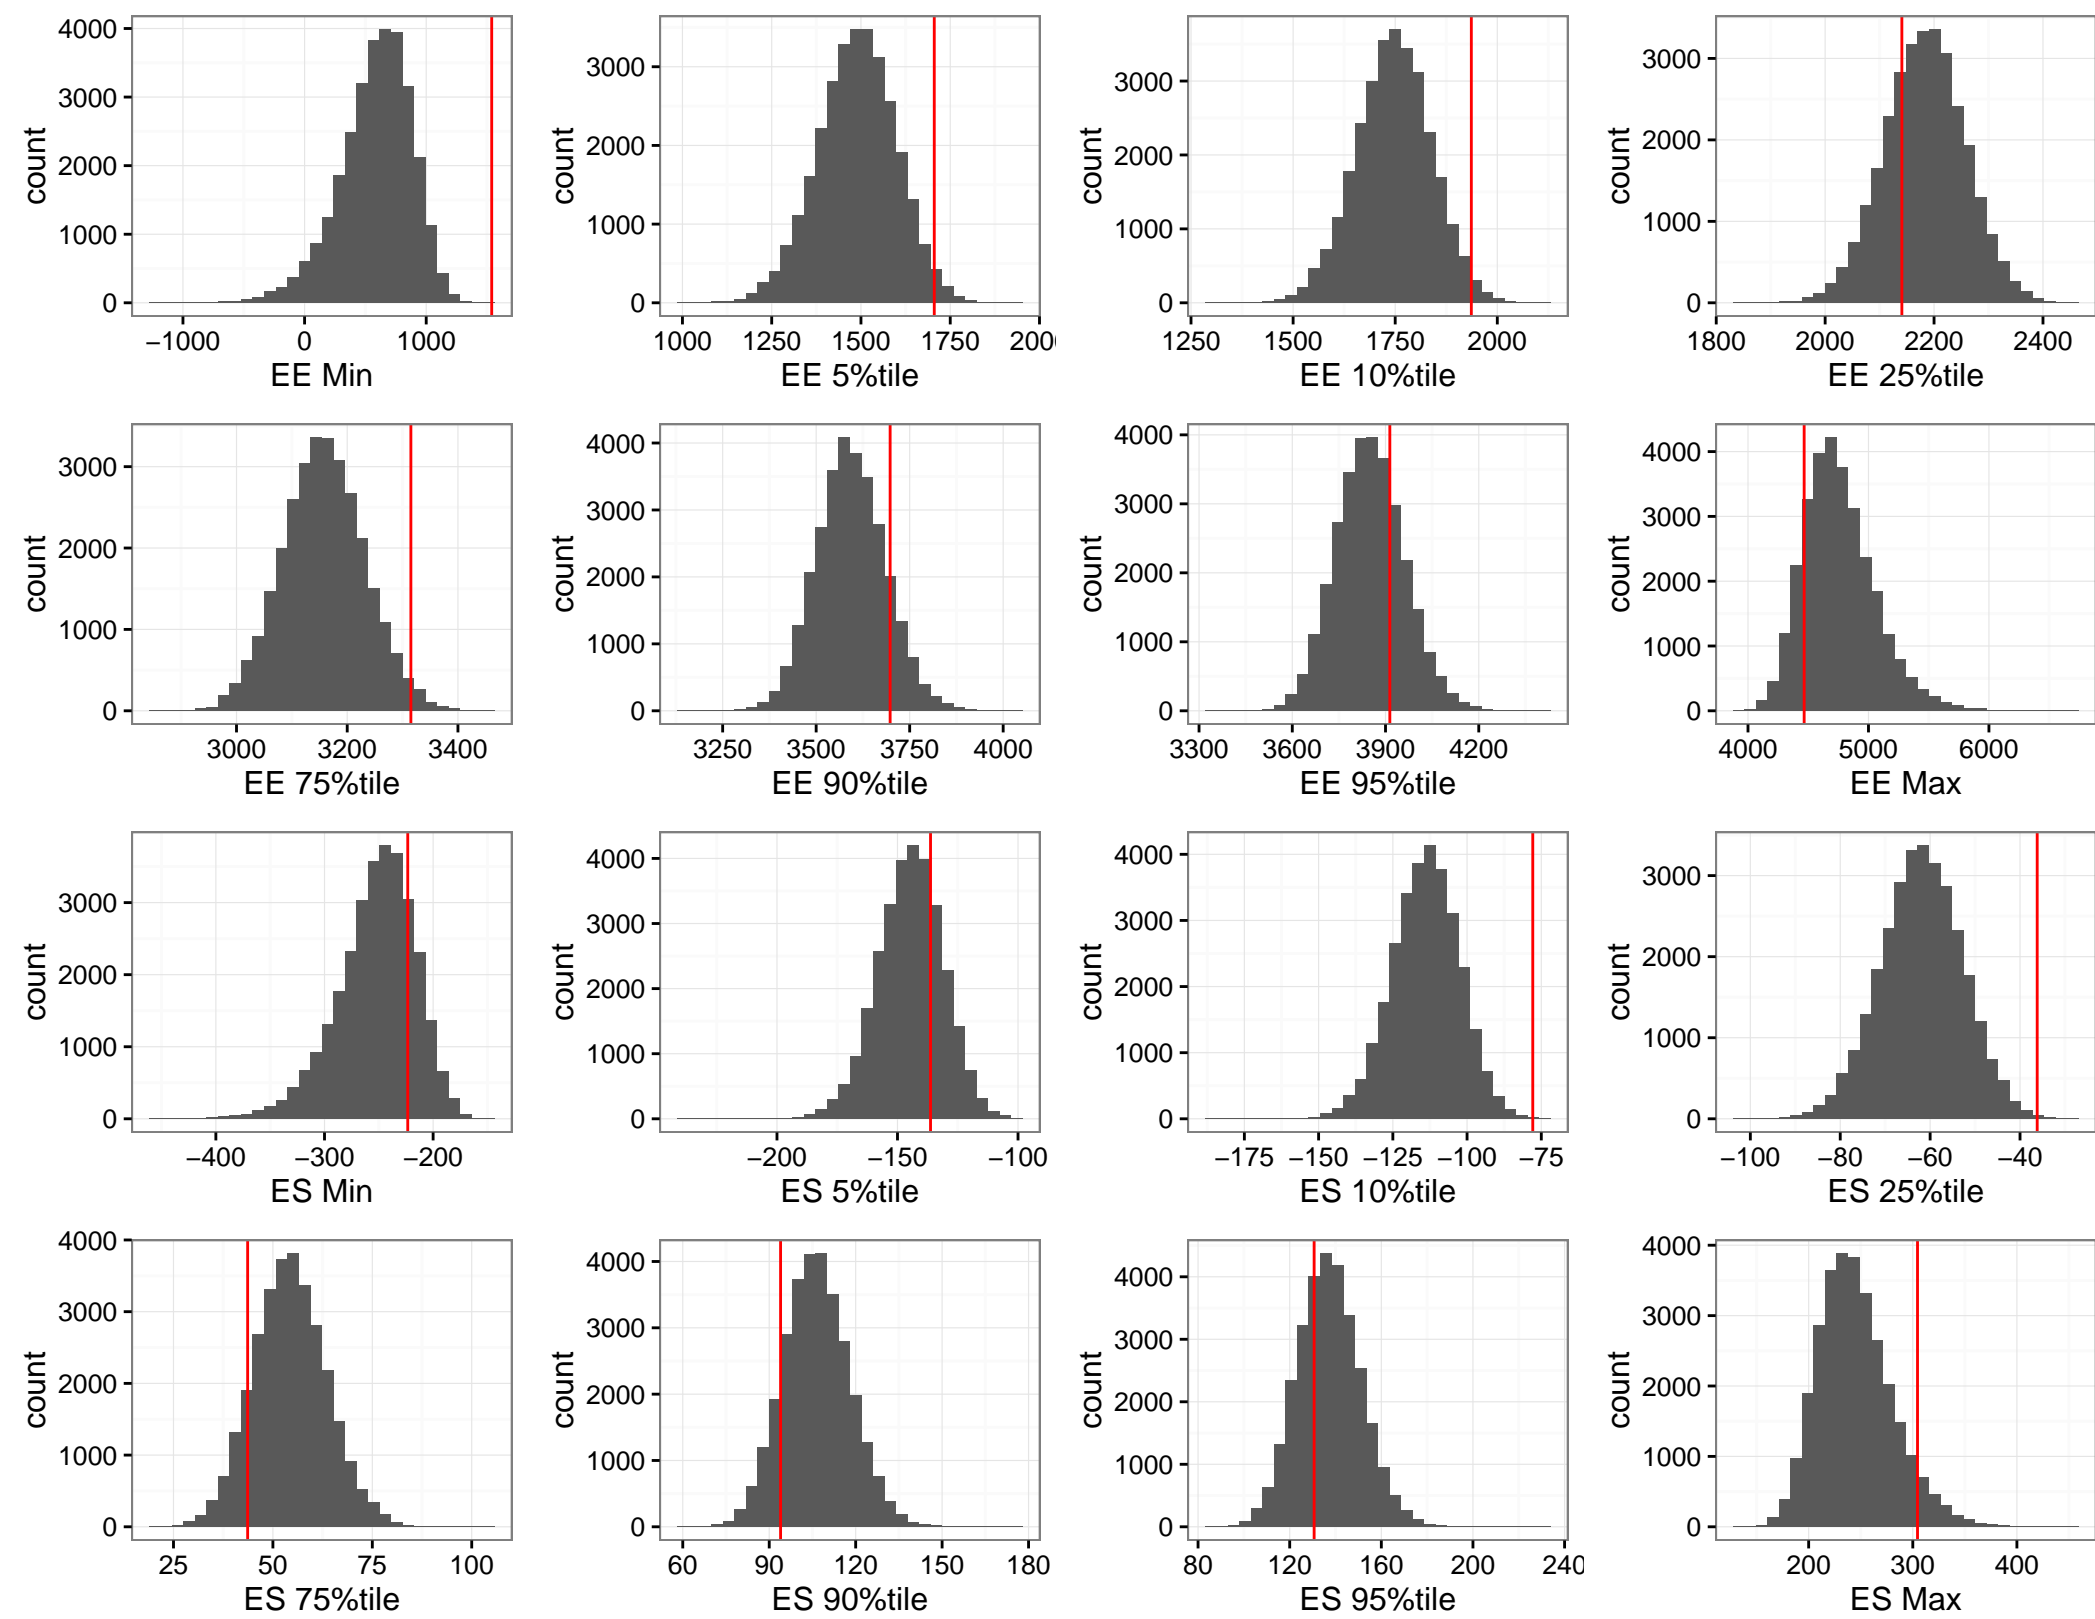 count
4000
3000
2000
1000
0
−1000 0 1000
EE Min
count
3000
2000
1000
0
1000 1250 1500 1750
EE 5%tile
count
3000
2000
1000
0
1250 1500 1750 2000
EE 10%tile
count
3000
2000
1000
0
1800 2000 2200 2400
EE 25%tile
count
3000
2000
1000
0
3000 3200 3400
EE 75%tile
count
4000
3000
2000
1000
0
3250 3500 3750 4000
EE 90%tile
count
4000
3000
2000
1000
0
3300 3600 3900 4200
EE 95%tile
count
4000
3000
2000
1000
0
4000 5000 6000
EE Max
count
3000
2000
1000
0
−400 −300 −200
ES Min
count
4000
3000
2000
1000
0
−200 −150 −100
ES 5%tile
count
4000
3000
2000
1000
0
−175 −150 −125 −100 −75
ES 10%tile
count
3000
2000
1000
0
−100 −80 −60 −40
ES 25%tile
count
4000
3000
2000
1000
0
25 50 75 100
ES 75%tile
count
4000
3000
2000
1000
0
60 90 120 150 180
ES 90%tile
count
4000
3000
2000
1000
0
80 120 160 200 240
ES 95%tile
count
4000
3000
2000
1000
0
200 300 400
ES Max